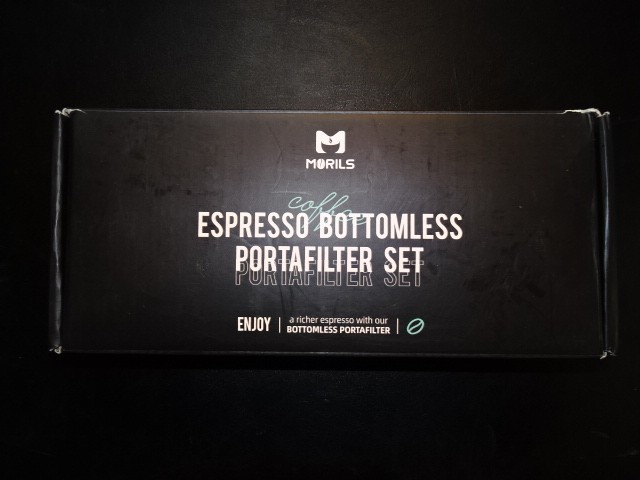 MORILS
coffee
ESPRESSO BOTTOMLESS
PORTAFILTER SET
PORTAFILTER SET
ENJOY | a richer espresso with our
BOTTOMLESS PORTAFILTER |